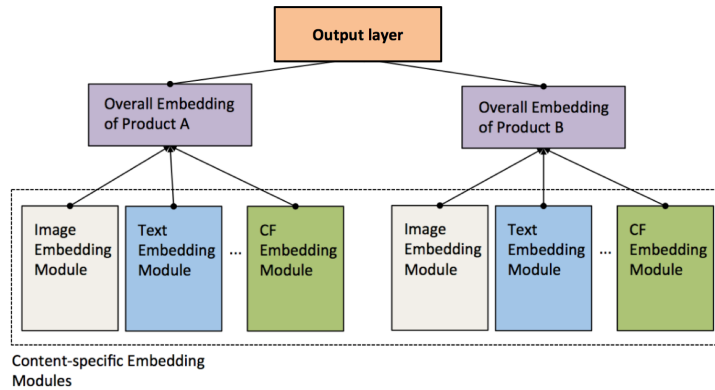 Output layer
Overall Embedding
of Product A
Overall Embedding
of Product B
Image
Embedding
Module
Text
Embedding
Module
...
CF
Embedding
Module
Image
Embedding
Module
Text
Embedding
Module
...
CF
Embedding
Module
Content-specific Embedding
Modules